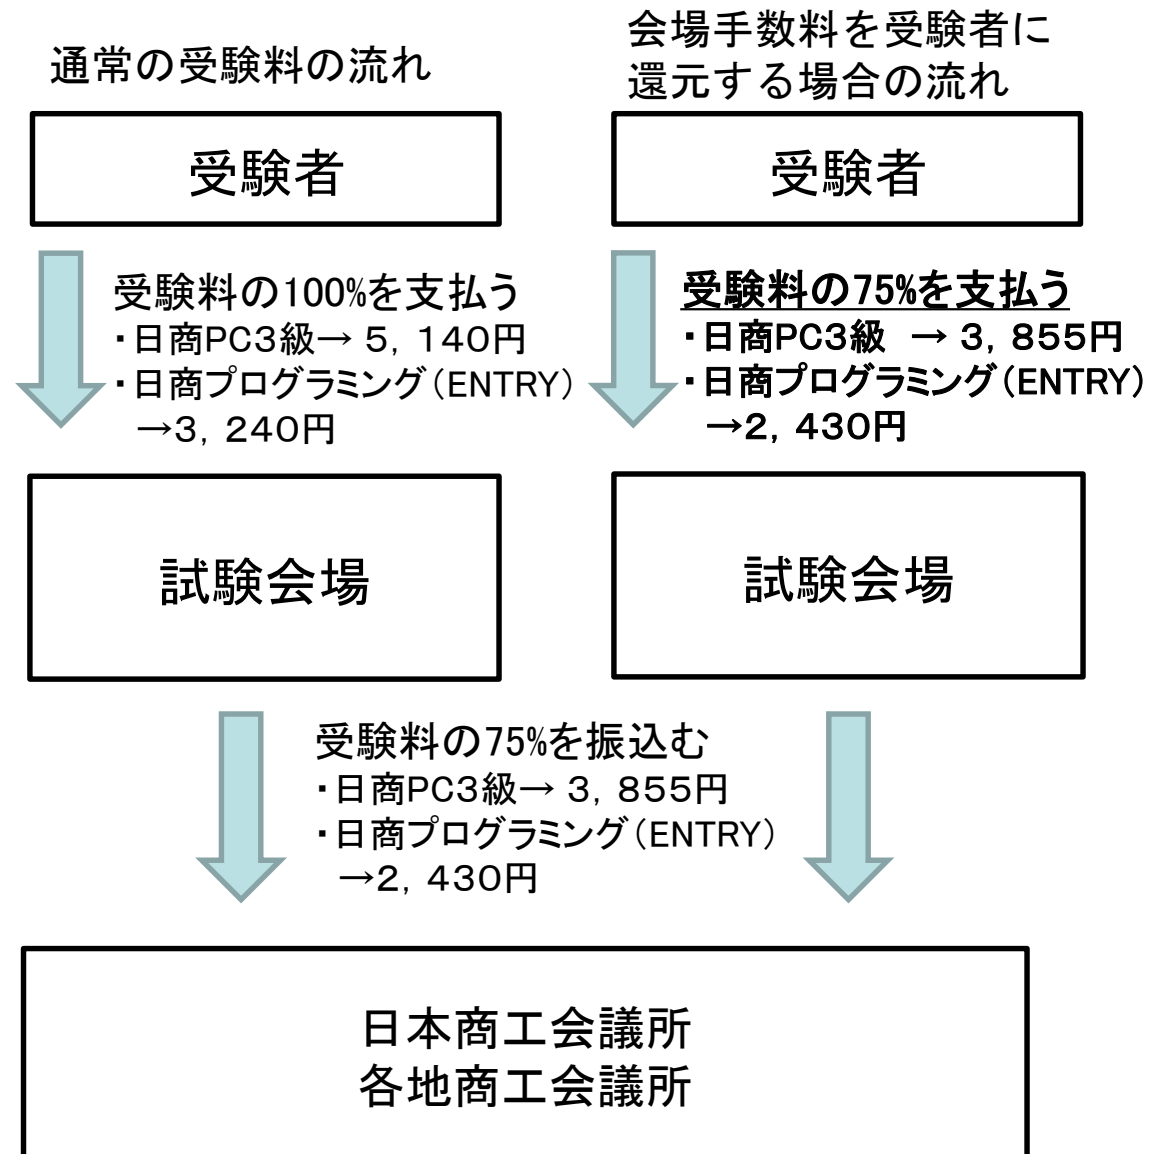 通常の受験料の流れ
会場手数料を受験者に
還元する場合の流れ
受験者
受験者
受験料の100%を支払う
・日商PC3級→ 5，140円
・日商プログラミング（ENTRY）
→3，240円
受験料の75%を支払う
・日商PC3級 → 3，855円
・日商プログラミング（ENTRY）
→2，430円
試験会場
試験会場
受験料の75%を振込む
・日商PC3級→ 3，855円
・日商プログラミング（ENTRY）
→2，430円
日本商工会議所
各地商工会議所